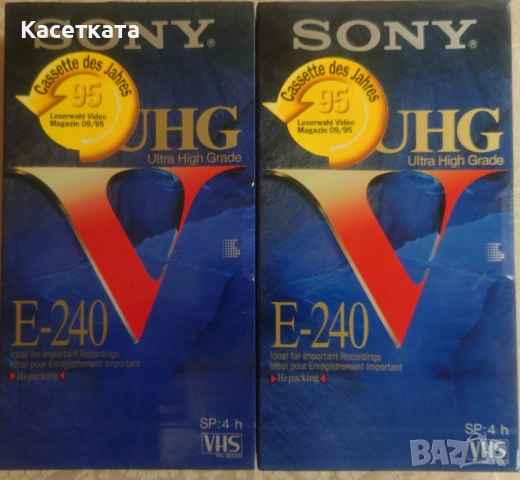 Касетката
SONY®
Cassette des Jahres
95
Leserwahl Video
Magazin 09/95
UHG
Ultra High Grade
V
E-240
Ideal for Important Recordings
Idéal pour Enregistrement Important
Hi-packing
SP:4 h
VHS
SONY®
Cassette des Jahres
95
Leserwahl Video
Magazin 09/95
UHG
Ultra High Grade
V
E-240
Ideal for Important Recordings
Idéal pour Enregistrement Important
Hi-packing
SP:4 h
VHS
BAZAR